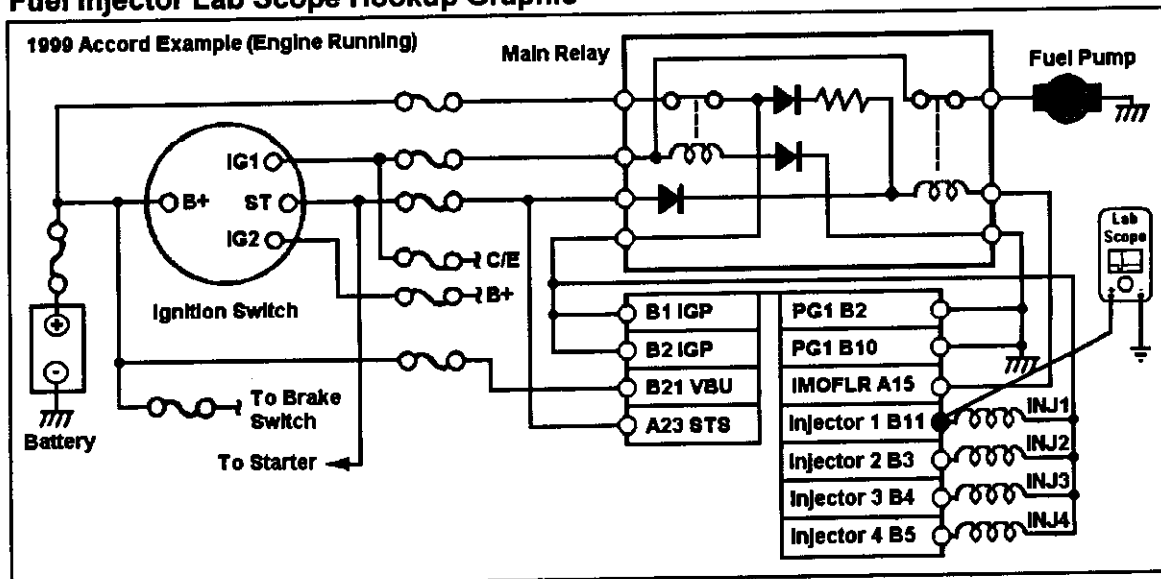 Fuel Injector Lab Scope Hookup Graphic
1999 Accord Example (Engine Running)
Main Relay
Fuel Pump
IG1
B+
ST
IG2
C/E
B+
Ignition Switch
Lab
Scope
+
-
B1 IGP
B2 IGP
B21 VBU
A23 STS
PG1 B2
PG1 B10
IMOFLR A15
Injector 1 B11
Injector 2 B3
Injector 3 B4
Injector 4 B5
INJ1
INJ2
INJ3
INJ4
+
-
Battery
To Brake
Switch
To Starter